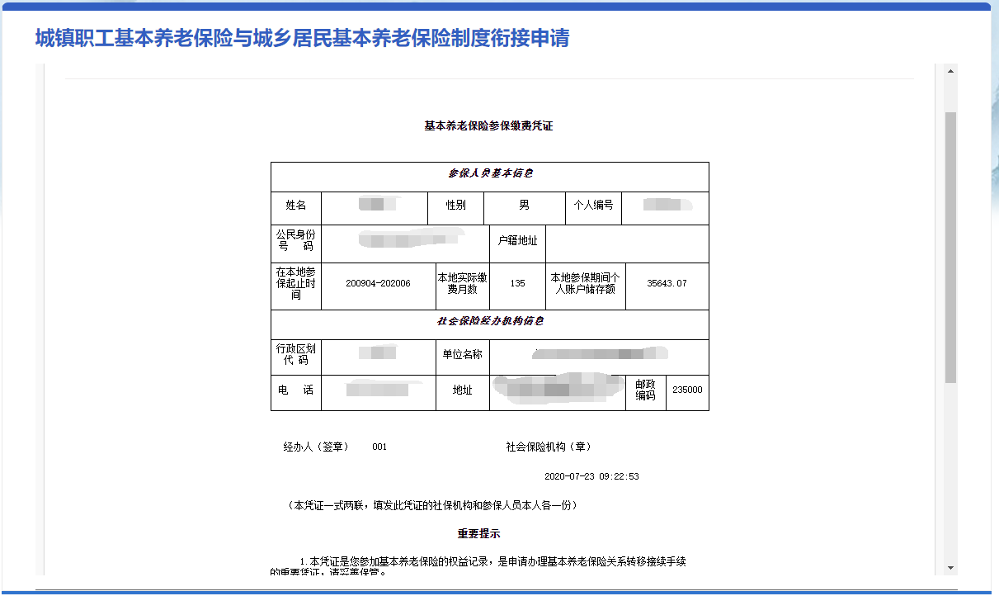 城镇职工基本养老保险与城乡居民基本养老保险制度衔接申请
基本养老保险参保缴费凭证
参保人员基本信息
姓名 性别 男 个人编号
公民身份号 码 户籍地址
在本地参保起止时间 200904-202006 本地实际缴费月数 135 本地参保期间个人账户储存额 35643.07
社会保险经办机构信息
行政区划代 码 单位名称
电 话 地址 邮政编码 235000
经办人（签章） 001 社会保险机构（章）
2020-07-23 09:22:53
（本凭证一式两联，填发此凭证的社保机构和参保人员本人各一份）
重要提示
1.本凭证是您参加基本养老保险的权益记录，是申请办理基本养老保险关系转移接续手续
的重要凭证，请妥善保管。